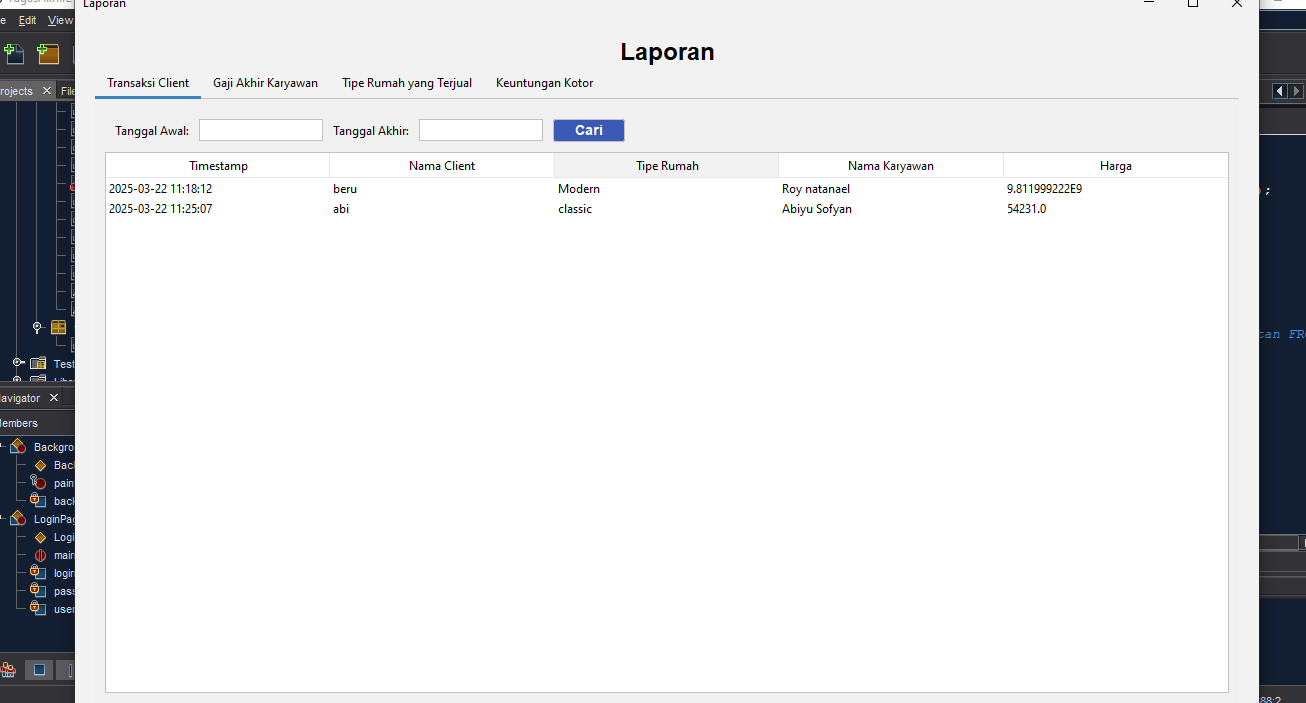 Laporan
Edit View
Laporan
rojects
Transaksi Client Gaji Akhir Karyawan Tipe Rumah yang Terjual Keuntungan Kotor
Tanggal Awal: Tanggal Akhir: Cari
Timestamp Nama Client Tipe Rumah Nama Karyawan Harga
2025-03-22 11:18:12 beru Modern Roy natanael 9.811999222E9
;
2025-03-22 11:25:07 abi classic Abiyu Sofyan 54231.0
can FR
Test
avigator
embers
Backgro
Bac
pain
back
LoginPag
Logi
main
login
pass
user
88:2